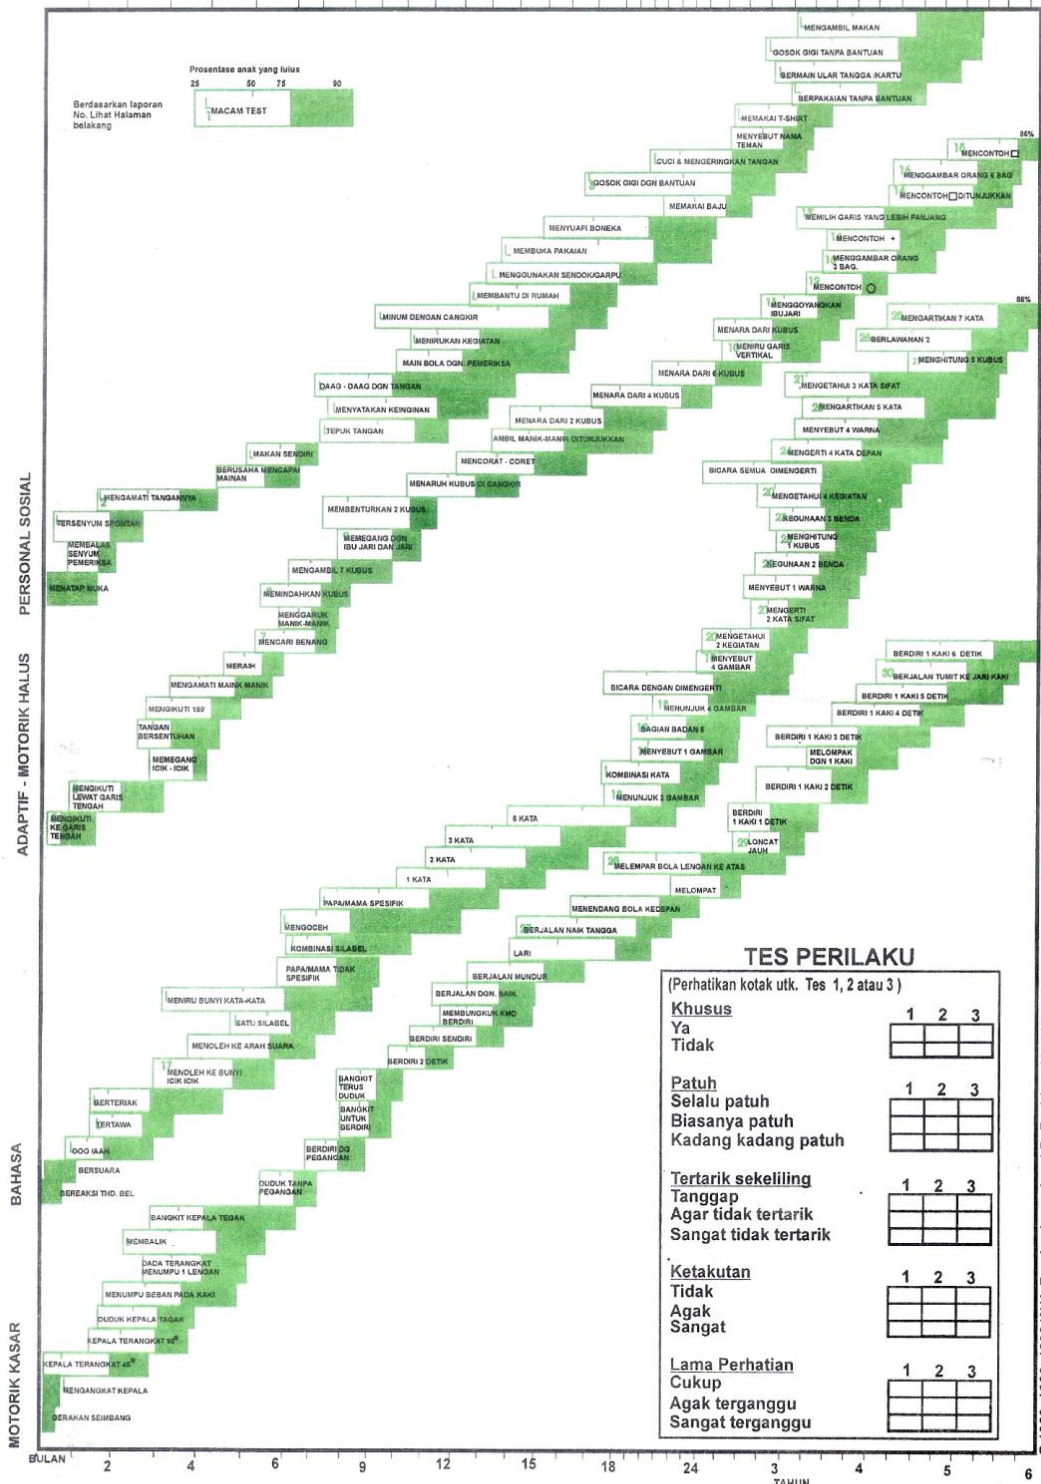 MENGAMBIL MAKAN
GOSOK GIGI TANPA BANTUAN
BERMAIN ULAR TANGGA /KARTU
BERPAKAIAN TANPA BANTUAN
Prosentase anak yang lulus
25 50 75 90
MACAM TEST
Berdasarkan laporan
No. Lihat Halaman
belakang
MEMAKAI T-SHIRT
MENYEBUT NAMA
TEMAN
CUCI & MENGERINGKAN TANGAN
GOSOK GIGI DGN BANTUAN
MEMAKAI BAJU
MENYUAPI BONEKA
MEMBUKA PAKAIAN
MENGGUNAKAN SENDOK/GARPU
MEMBANTU DI RUMAH
MINUM DENGAN CANGKIR
MENIRUKAN KEGIATAN
MAIN BOLA DGN. PEMERIKSA
DAAG - DAAG DGN TANGAN
MENYATAKAN KEINGINAN
TEPUK TANGAN
MAKAN SENDIRI
BERUSAHA MENCAPAI
MAINAN
MENGAMATI TANGANNYA
TERSENYUM SPONTAN
MEMBALAS
SENYUM
PEMERIKSA
MENATAP MUKA
PERSONAL SOSIAL
86%
MENCONTOH □
MENGGAMBAR ORANG 6 BAG
MENCONTOH □ DITUNJUKKAN
MEMILIH GARIS YANG LEBIH PANJANG
MENCONTOH +
MENGGAMBAR ORANG
3 BAG.
MENCONTOH ○
MENGGOYANGKAN
IBUJARI
MENARA DARI KUBUS
MENIRU GARIS
VERTIKAL
MENARA DARI 6 KUBUS
MENARA DARI 4 KUBUS
MENARA DARI 2 KUBUS
AMBIL MANIK-MANIK DITUNJUKKAN
MENCORAT - CORET
MENARUH KUBUS DI CANGKIR
MEMBENTURKAN 2 KUBUS
MEMEGANG DGN
IBU JARI DAN JARI
MENGAMBIL 7 KUBUS
MEMINDAHKAN KUBUS
MENGGARUK
MANIK-MANIK
MENCARI BENANG
MERAIH
MENGAMATI MAINK MANIK
MENGIKUTI 180°
TANGAN
BERSENTUHAN
MEMEGANG
ICIK - ICIK
MENGIKUTI
LEWAT GARIS
TENGAH
MENGIKUTI
KE GARIS
TENGAH
ADAPTIF - MOTORIK HALUS
88%
MENGARTIKAN 7 KATA
BERLAWANAN 2
MENGHITUNG 5 KUBUS
MENGETAHUI 3 KATA SIFAT
MENGARTIKAN 5 KATA
MENYEBUT 4 WARNA
MENGERTI 4 KATA DEPAN
BICARA SEMUA DIMENGERTI
MENGETAHUI 4 KEGIATAN
KEGUNAAN 3 BENDA
MENGHITUNG
1 KUBUS
KEGUNAAN 2 BENDA
MENYEBUT 1 WARNA
MENGERTI
2 KATA SIFAT
MENGETAHUI
2 KEGIATAN
MENYEBUT
4 GAMBAR
BICARA DENGAN DIMENGERTI
MENUNJUK 4 GAMBAR
BAGIAN BADAN 6
MENYEBUT 1 GAMBAR
KOMBINASI KATA
MENUNJUK 2 GAMBAR
6 KATA
3 KATA
2 KATA
1 KATA
PAPA/MAMA SPESIFIK
MENGOCEH
KOMBINASI SILABEL
PAPA/MAMA TIDAK
SPESIFIK
MENIRU BUNYI KATA-KATA
SATU SILABEL
MENOLEH KE ARAH SUARA
17 MENOLEH KE BUNYI
ICIK ICIK
BERTERIAK
TERTAWA
OOO /AAH
BERSUARA
BEREAKSI THD. BEL
BAHASA
BERDIRI 1 KAKI 6 DETIK
30 BERJALAN TUMIT KE JARI KAKI
BERDIRI 1 KAKI 5 DETIK
BERDIRI 1 KAKI 4 DETIK
BERDIRI 1 KAKI 3 DETIK
MELOMPAK
DGN 1 KAKI
BERDIRI 1 KAKI 2 DETIK
BERDIRI
1 KAKI 1 DETIK
29 LONCAT
JAUH
28 MELEMPAR BOLA LENGAN KE ATAS
MELOMPAT
MENENDANG BOLA KEDEPAN
27 BERJALAN NAIK TANGGA
LARI
BERJALAN MUNDUR
BERJALAN DGN. BAIK
MEMBUNGKUK KMD
BERDIRI
BERDIRI SENDIRI
BERDIRI 2 DETIK
BANGKIT
TERUS
DUDUK
BANGKIT
UNTUK
BERDIRI
BERDIRI DG
PEGANGAN
DUDUK TANPA
PEGANGAN
BANGKIT KEPALA TEGAK
MEMBALIK
DADA TERANGKAT
MENUMPU 1 LENGAN
MENUMPU BEBAN PADA KAKI
DUDUK KEPALA TAGAK
KEPALA TERANGKAT 90°
KEPALA TERANGKAT 45°
MENGANGKAT KEPALA
GERAKAN SEIMBANG
MOTORIK KASAR
TES PERILAKU
(Perhatikan kotak utk. Tes 1, 2 atau 3 )
Khusus 1 2 3
Ya
Tidak
Patuh 1 2 3
Selalu patuh
Biasanya patuh
Kadang kadang patuh
Tertarik sekeliling 1 2 3
Tanggap
Agar tidak tertarik
Sangat tidak tertarik
Ketakutan 1 2 3
Tidak
Agak
Sangat
Lama Perhatian 1 2 3
Cukup
Agak terganggu
Sangat terganggu
BULAN 2 4 6 9 12 15 18 24 3 4 5 6
TAHUN